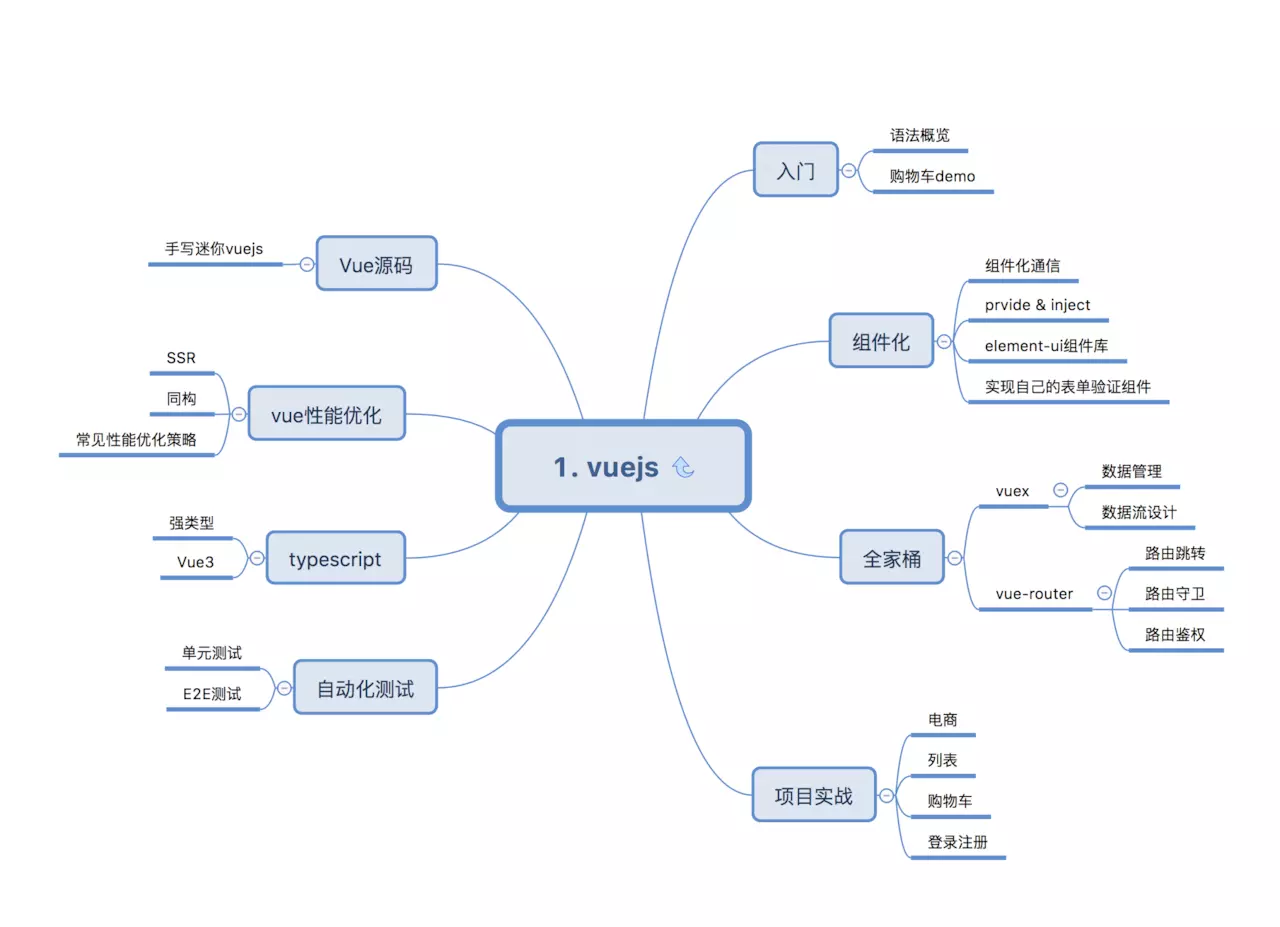 1. vuejs
入门
语法概览
购物车demo
组件化
组件化通信
prvide & inject
element-ui组件库
实现自己的表单验证组件
全家桶
vuex
数据管理
数据流设计
vue-router
路由跳转
路由守卫
路由鉴权
项目实战
电商
列表
购物车
登录注册
Vue源码
手写迷你vuejs
vue性能优化
SSR
同构
常见性能优化策略
typescript
强类型
Vue3
自动化测试
单元测试
E2E测试